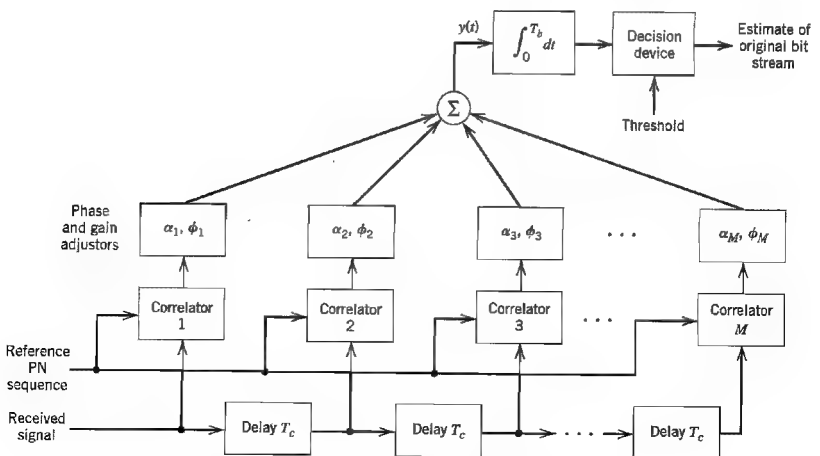 y(t)
∫₀^{T_b} dt
Decision
device
Estimate of
original bit
stream
Σ
Threshold
Phase
and gain
adjustors
α₁, ϕ₁
α₂, ϕ₂
α₃, ϕ₃
. . .
α_M, ϕ_M
Correlator
1
Correlator
2
Correlator
3
. . .
Correlator
M
Reference
PN
sequence
Received
signal
Delay T_c
Delay T_c
. . .
Delay T_c